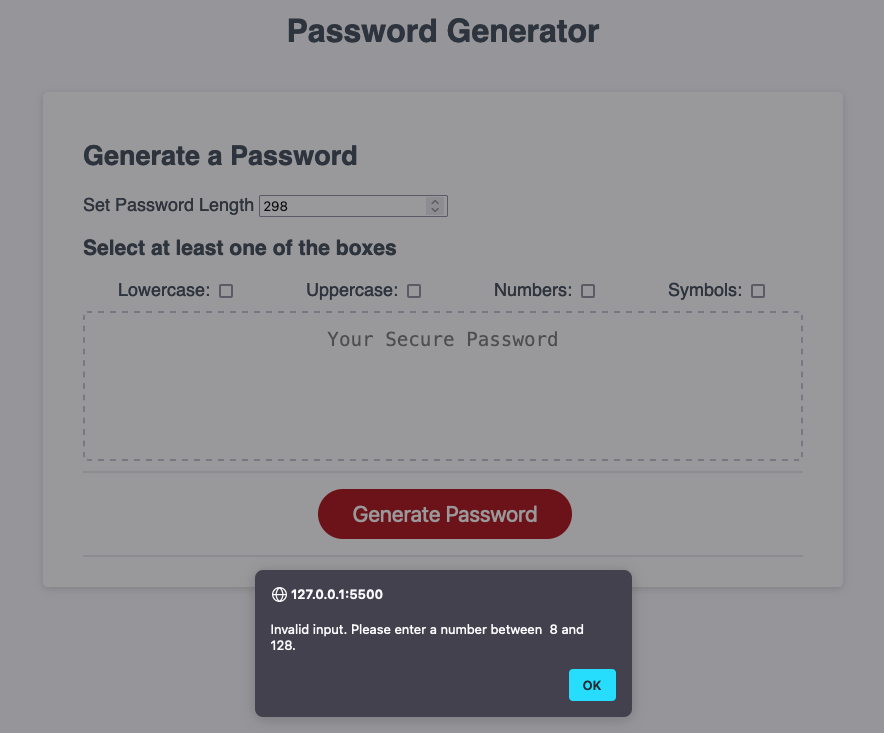 Password Generator
Generate a Password
Set Password Length 298
Select at least one of the boxes
Lowercase: Uppercase: Numbers: Symbols:
Your Secure Password
Generate Password
127.0.0.1:5500
Invalid input. Please enter a number between  8 and
128.
OK